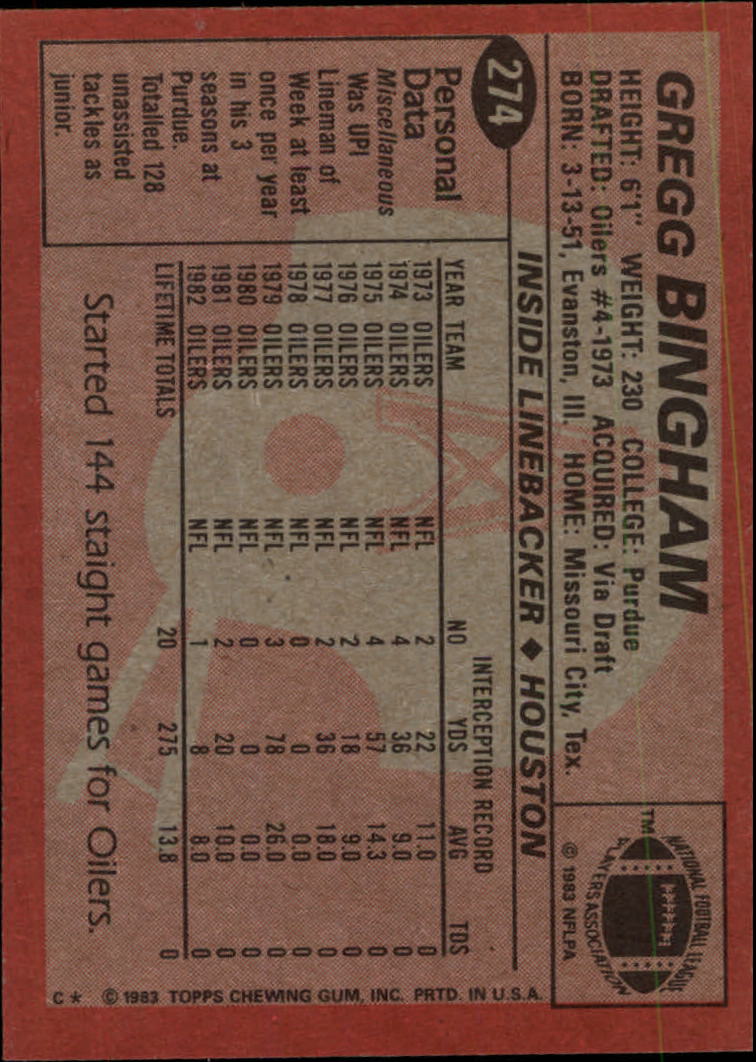 GREGG BINGHAM
HEIGHT: 6'1" WEIGHT: 230 COLLEGE: Purdue
DRAFTED: Oilers #4-1973 ACQUIRED: Via Draft
BORN: 3-13-51, Evanston, Ill. HOME: Missouri City, Tex.
TM
NATIONAL FOOTBALL LEAGUE
PLAYERS ASSOCIATION
© 1983 NFLPA
274
INSIDE LINEBACKER ◆ HOUSTON
Personal
Data
Miscellaneous
Was UPI
Lineman of
Week at least
once per year
in his 3
seasons at
Purdue.
Totalled 128
unassisted
tackles as
junior.
INTERCEPTION RECORD
YEAR TEAM NO YDS AVG TDS
1973 OILERS NFL 2 22 11.0 0
1974 OILERS NFL 4 36 9.0 0
1975 OILERS NFL 4 57 14.3 0
1976 OILERS NFL 2 18 9.0 0
1977 OILERS NFL 2 36 18.0 0
1978 OILERS NFL 0 0 0.0 0
1979 OILERS NFL 3 78 26.0 0
1980 OILERS NFL 0 0 0.0 0
1981 OILERS NFL 2 20 10.0 0
1982 OILERS NFL 1 8 8.0 0
LIFETIME TOTALS 20 275 13.8 0
Started 144 staight games for Oilers.
C* © 1983 TOPPS CHEWING GUM, INC. PRTD. IN U.S.A.